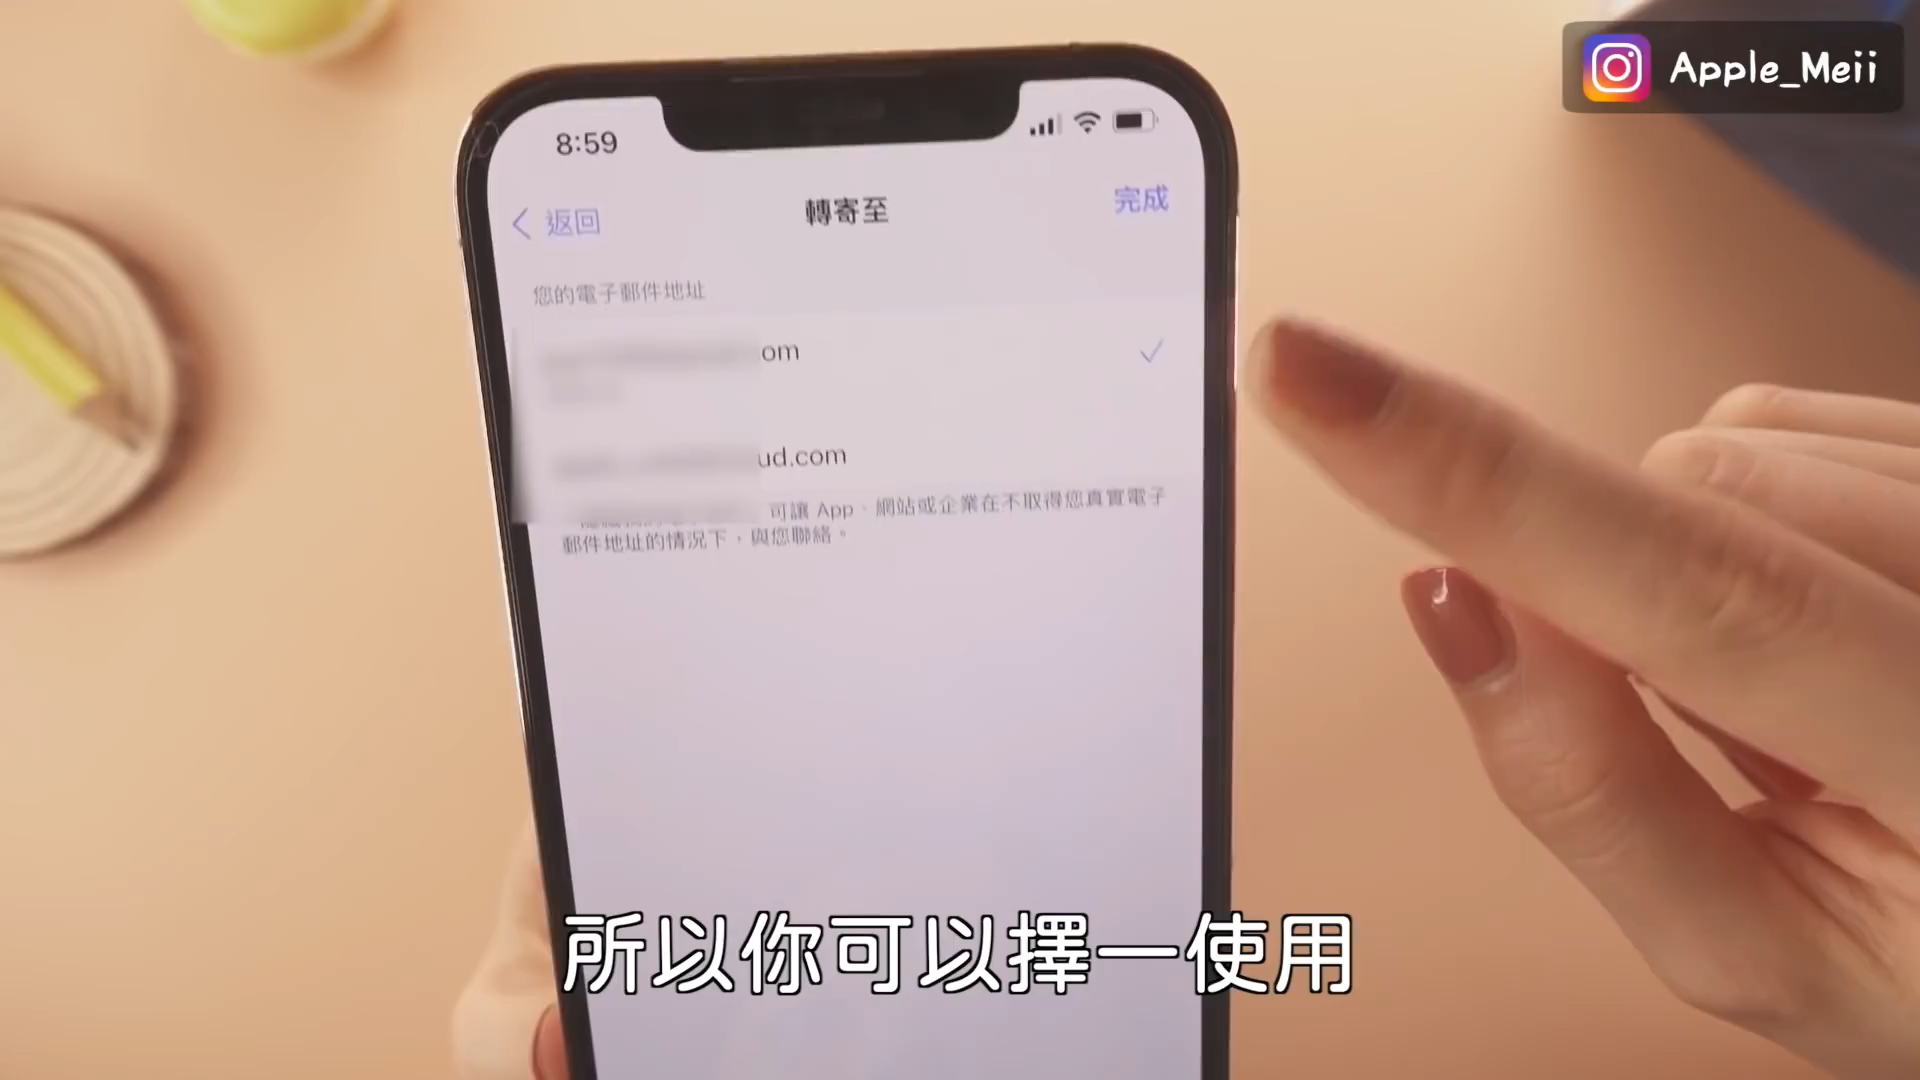 Apple_Meii
8:59
返回
轉寄至
完成
您的電子郵件地址
om
ud.com
可讓 App、網站或企業在不取得您真實電子
郵件地址的情況下，與您聯絡。
所以你可以擇一使用